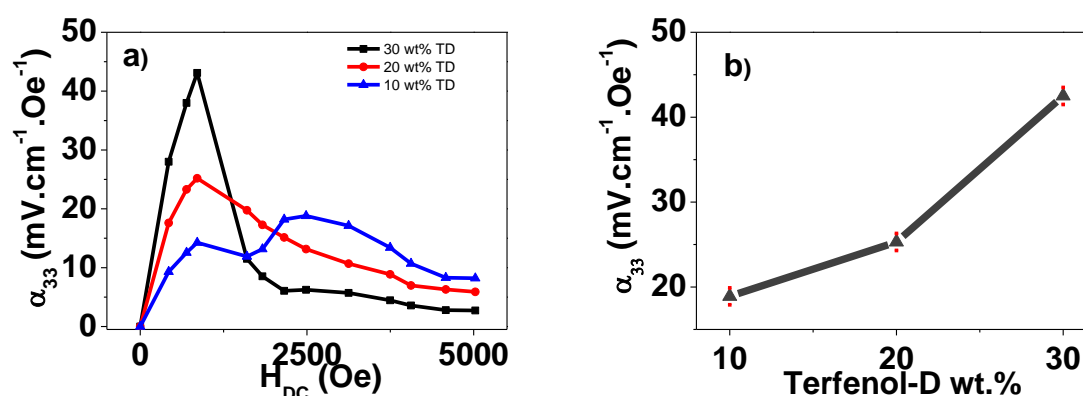 a)
30 wt% TD
20 wt% TD
10 wt% TD
50
40
30
20
10
0
α33 (mV.cm-1.Oe-1)
0 2500 5000
HDC (Oe)
b)
50
40
30
20
α33 (mV.cm-1.Oe-1)
10 20 30
Terfenol-D wt.%